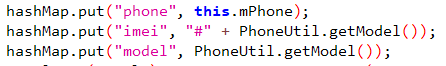 hashMap.put("phone", this.mPhone);
hashMap.put("imei", "#" + PhoneUtil.getModel());
hashMap.put("model", PhoneUtil.getModel());